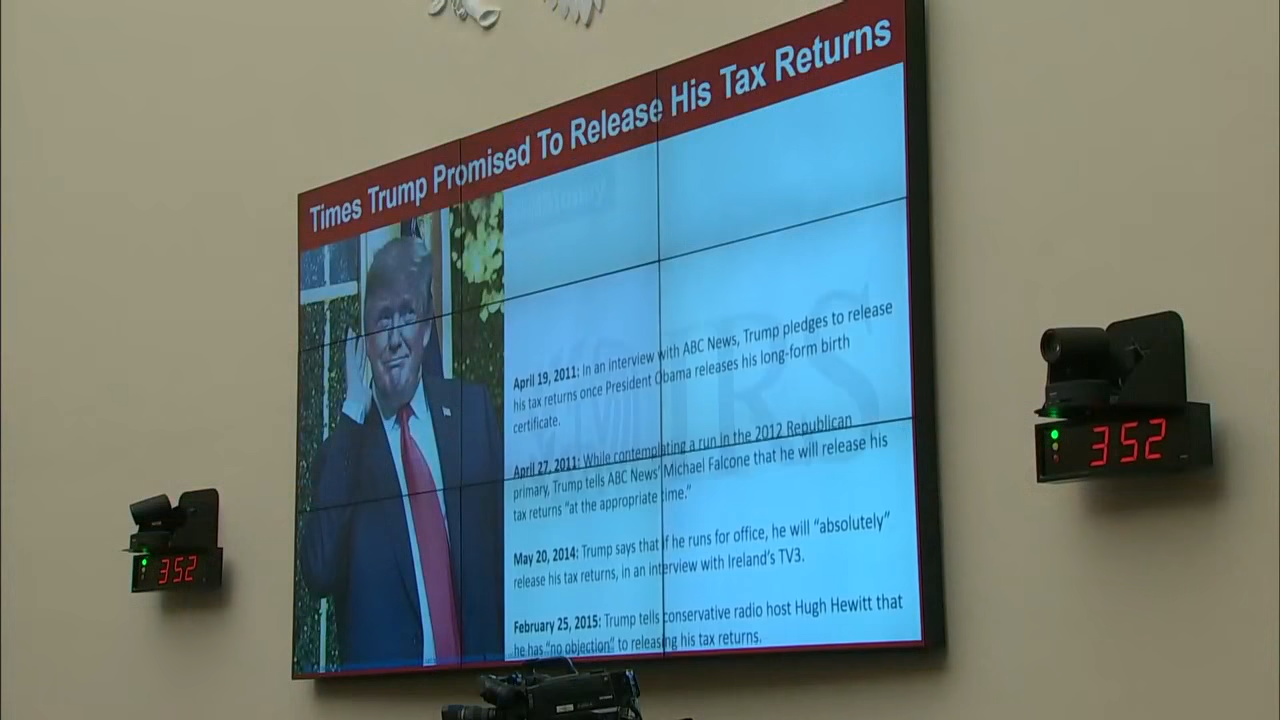 Times Trump Promised To Release His Tax Returns
April 19, 2011: In an interview with ABC News, Trump pledges to release
his tax returns once President Obama releases his long-form birth
certificate.
April 27, 2011: While contemplating a run in the 2012 Republican
primary, Trump tells ABC News' Michael Falcone that he will release his
tax returns "at the appropriate time."
May 20, 2014: Trump says that if he runs for office, he will "absolutely"
release his tax returns, in an interview with Ireland's TV3.
February 25, 2015: Trump tells conservative radio host Hugh Hewitt that
he has "no objection" to releasing his tax returns.
IRS
352
352